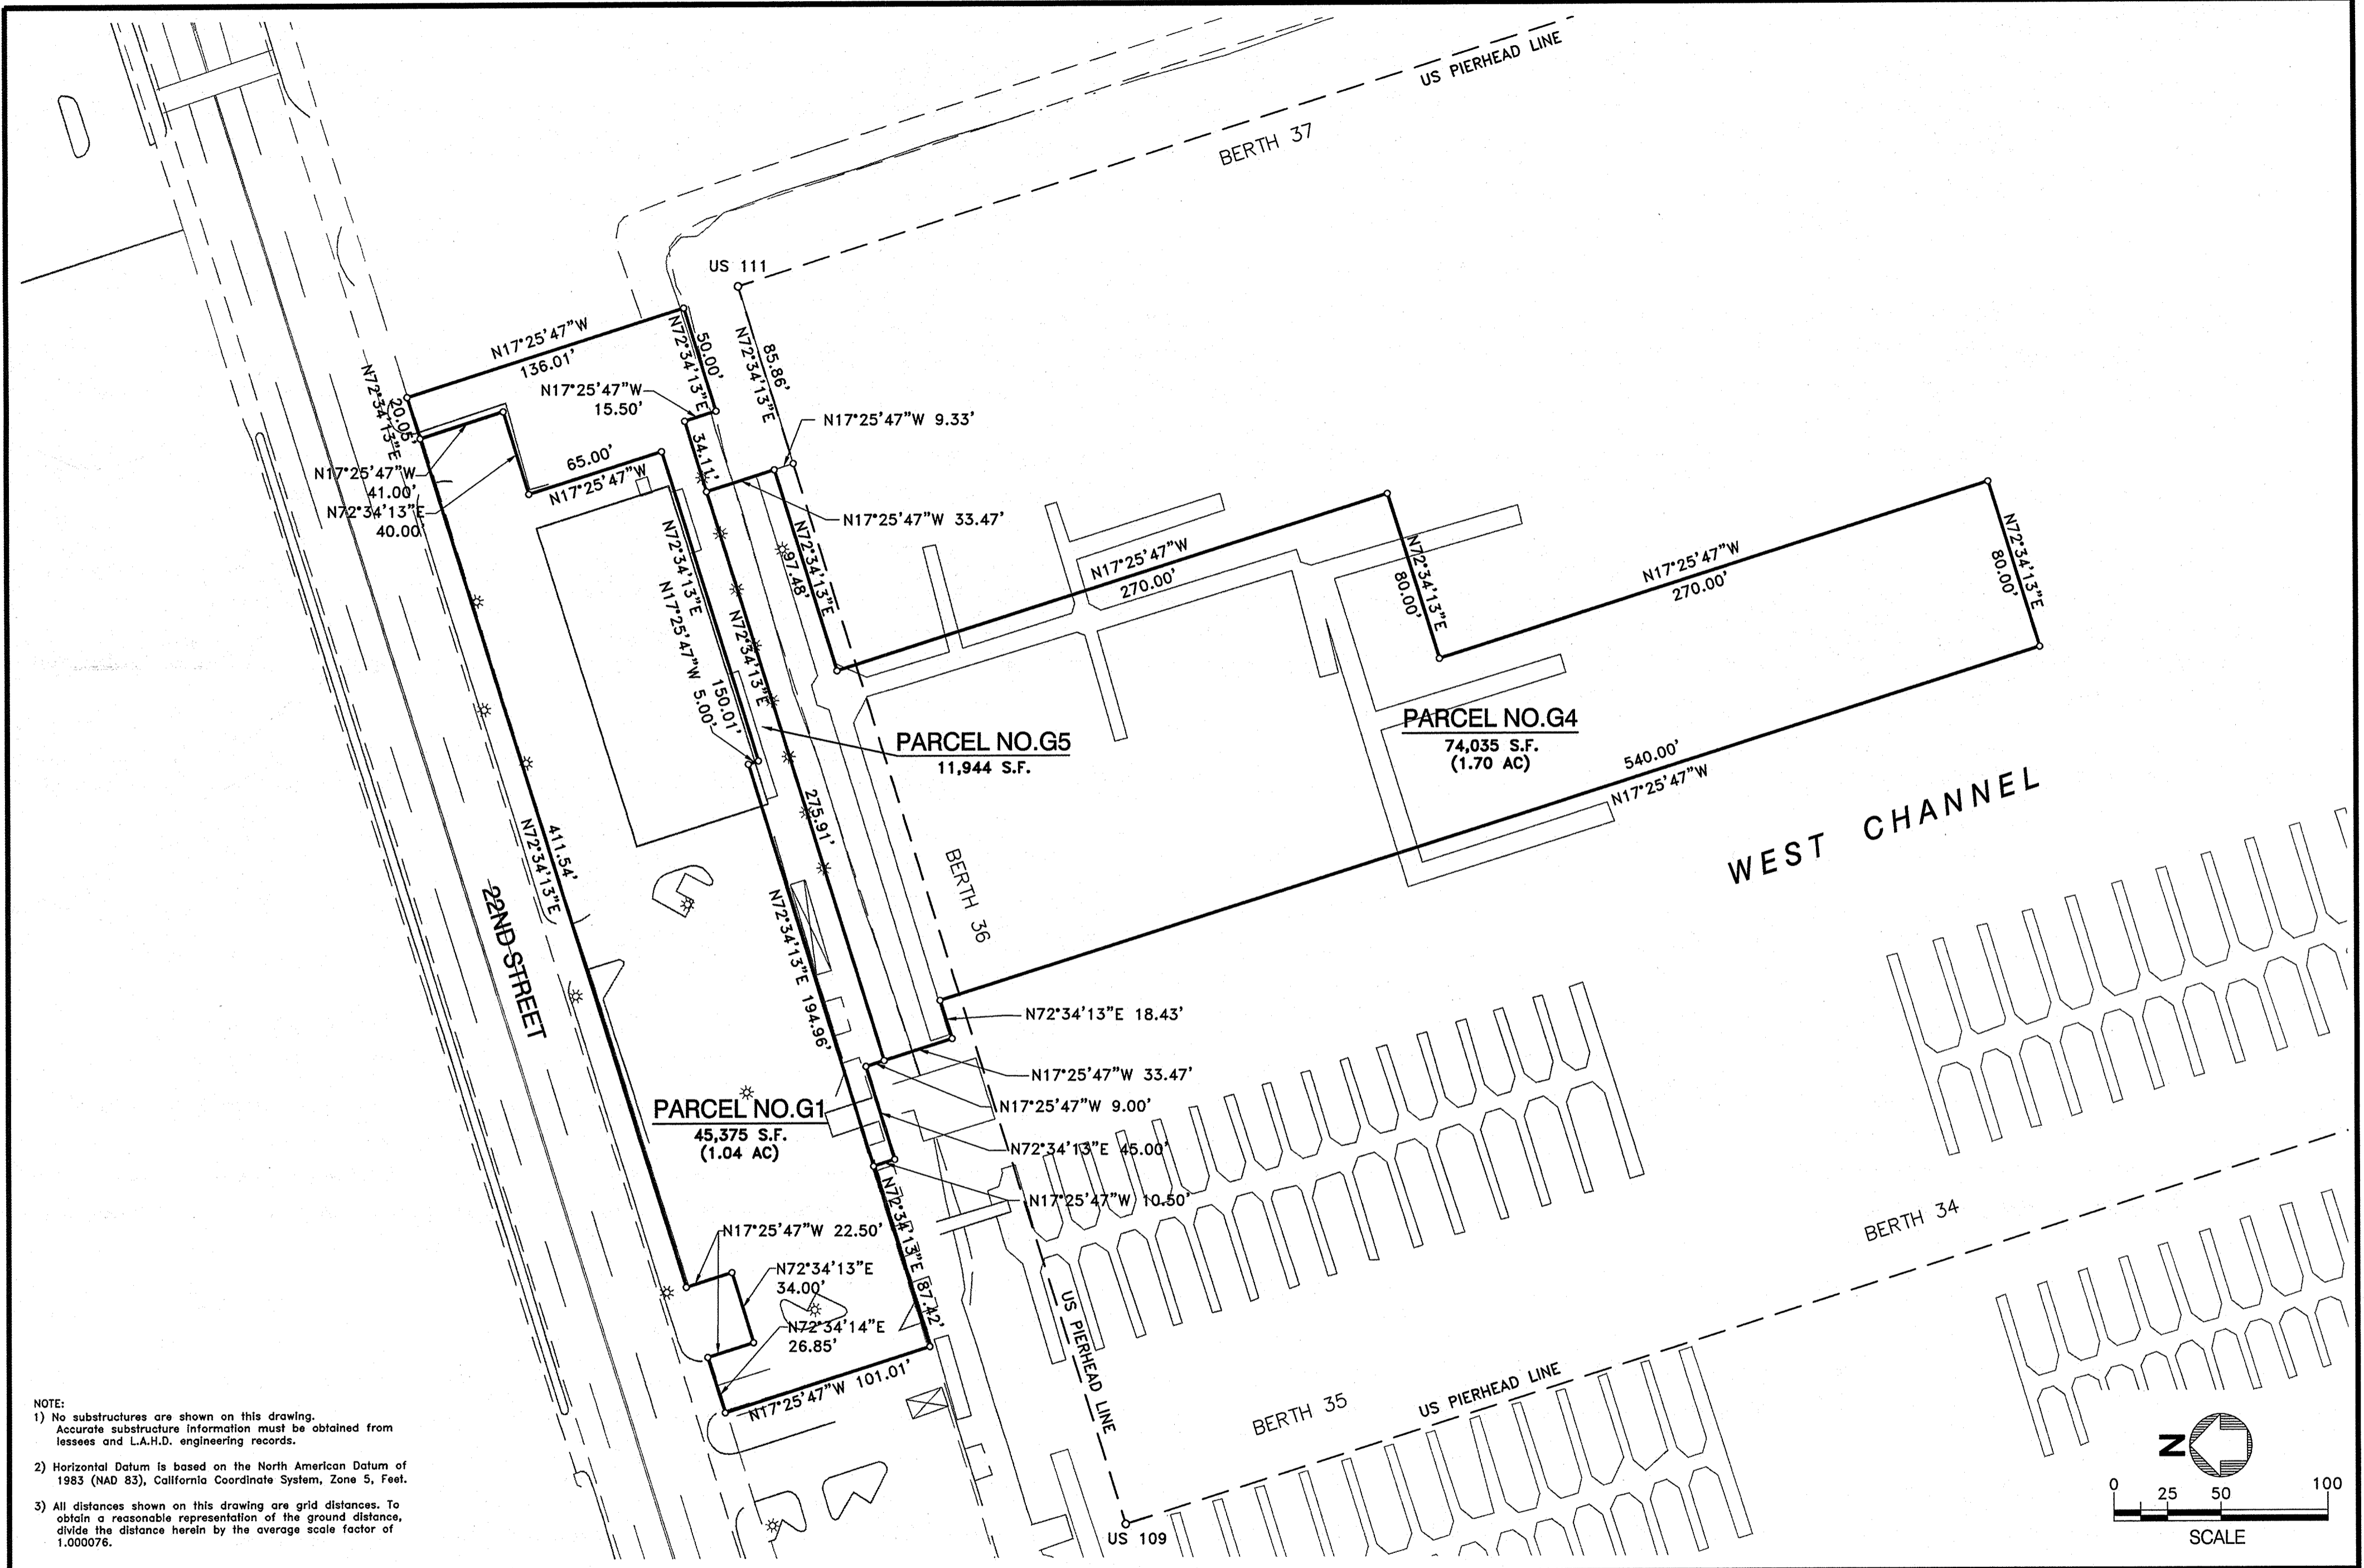 US PIERHEAD LINE
BERTH 37
US 111
N17°25'47"W
136.01'
N72°34'13"E
50.00'
85.86'
N72°34'13"E
N17°25'47"W
15.50'
N72°34'13"E
20.05'
N17°25'47"W 9.33'
34.11'
65.00'
N17°25'47"W
N17°25'47"W
41.00'
N72°34'13"E
40.00'
N17°25'47"W 33.47'
N72°34'13"E
97.48'
N72°34'13"E
150.01'
N17°25'47"W 5.00'
N72°34'13"E
275.91'
N17°25'47"W
270.00'
N72°34'13"E
80.00'
N17°25'47"W
270.00'
N72°34'13"E
80.00'
PARCEL NO.G5
11,944 S.F.
PARCEL NO.G4
74,035 S.F.
(1.70 AC)
540.00'
N17°25'47"W
WEST CHANNEL
411.54'
N72°34'13"E
22ND STREET
BERTH 36
N72°34'13"E 194.96'
N72°34'13"E 18.43'
N17°25'47"W 33.47'
N17°25'47"W 9.00'
N72°34'13"E 45.00'
N17°25'47"W 10.50'
PARCEL NO.G1
45,375 S.F.
(1.04 AC)
N72°34'13"E 87.42'
N17°25'47"W 22.50'
N72°34'13"E
34.00'
N72°34'14"E
26.85'
N17°25'47"W 101.01'
US PIERHEAD LINE
BERTH 34
BERTH 35
US PIERHEAD LINE
US 109
NOTE:
1) No substructures are shown on this drawing.
Accurate substructure information must be obtained from
lessees and L.A.H.D. engineering records.
2) Horizontal Datum is based on the North American Datum of
1983 (NAD 83), California Coordinate System, Zone 5, Feet.
3) All distances shown on this drawing are grid distances. To
obtain a reasonable representation of the ground distance,
divide the distance herein by the average scale factor of
1.000076.
N
0 25 50 100
SCALE